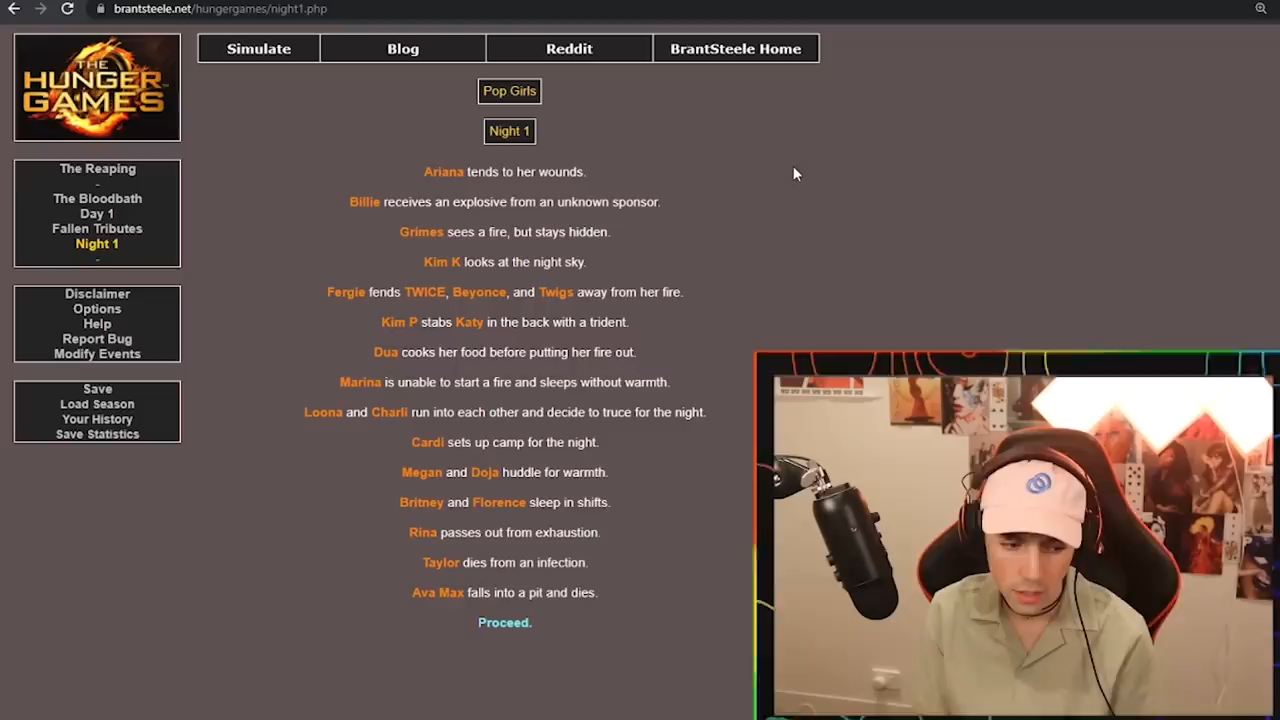 brantsteele.net/hungergames/night1.php
THE
HUNGER
GAMES
Simulate
Blog
Reddit
BrantSteele Home
The Reaping
-
The Bloodbath
Day 1
Fallen Tributes
Night 1
-
Disclaimer
Options
Help
Report Bug
Modify Events
Save
Load Season
Your History
Save Statistics
Pop Girls
Night 1
Ariana tends to her wounds.
Billie receives an explosive from an unknown sponsor.
Grimes sees a fire, but stays hidden.
Kim K looks at the night sky.
Fergie fends TWICE, Beyonce, and Twigs away from her fire.
Kim P stabs Katy in the back with a trident.
Dua cooks her food before putting her fire out.
Marina is unable to start a fire and sleeps without warmth.
Loona and Charli run into each other and decide to truce for the night.
Cardi sets up camp for the night.
Megan and Doja huddle for warmth.
Britney and Florence sleep in shifts.
Rina passes out from exhaustion.
Taylor dies from an infection.
Ava Max falls into a pit and dies.
Proceed.